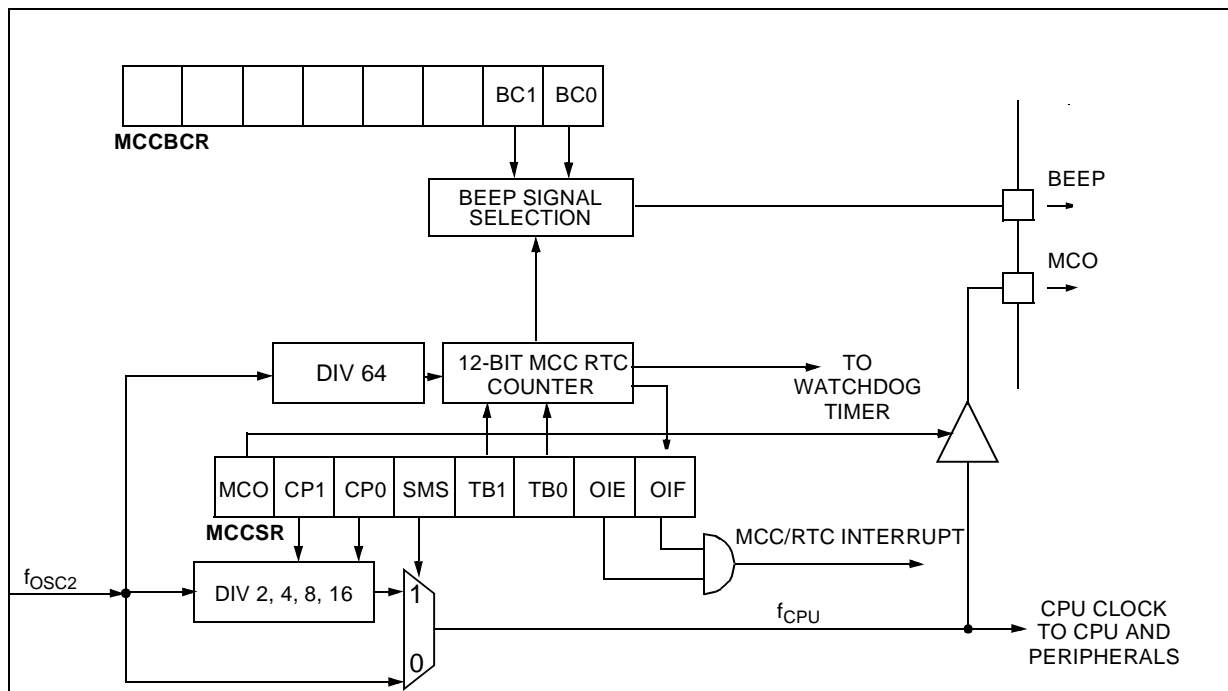 BC1 BC0
MCCBCR
BEEP SIGNAL
SELECTION
BEEP
MCO
DIV 64
12-BIT MCC RTC
COUNTER
TO
WATCHDOG
TIMER
MCO CP1 CP0 SMS TB1 TB0 OIE OIF
MCCSR
MCC/RTC INTERRUPT
fOSC2
DIV 2, 4, 8, 16
1
0
fCPU
CPU CLOCK
TO CPU AND
PERIPHERALS